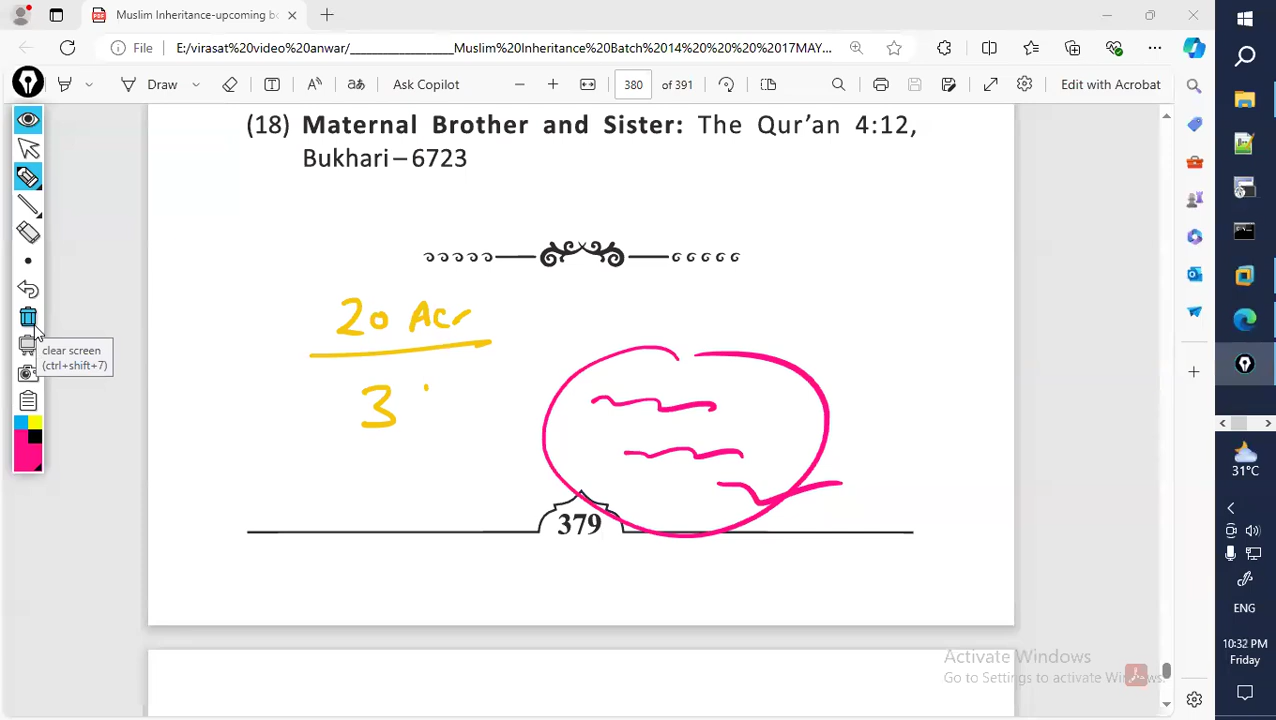 Muslim Inheritance-upcoming b
File E:/virasat%20video%20anwar/________________Muslim%20Inheritance%20Batch%2014%20%20%20%2017MAY...
Draw Ask Copilot 380 of 391 Edit with Acrobat
(18) Maternal Brother and Sister: The Qur’an 4:12,
Bukhari–6723
20 Acr
3
clear screen
(ctrl+shift+7)
379
Activate Windows
Go to Settings to activate Windows.
31°C
ENG
10:32 PM
Friday